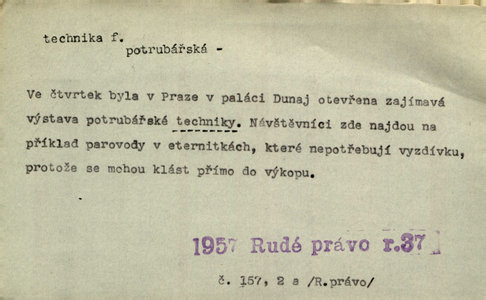 technika f.
potrubářská -
Ve čtvrtek byla v Praze v paláci Dunaj otevřena zajímavá
výstava potrubářské techniky. Návštěvníci zde najdou na
příklad parovody v eternitkách, které nepotřebují vyzdívku,
protože se mohou klást přímo do výkopu.
1957 Rudé právo r.37
č. 157, 2 s /R.právo/